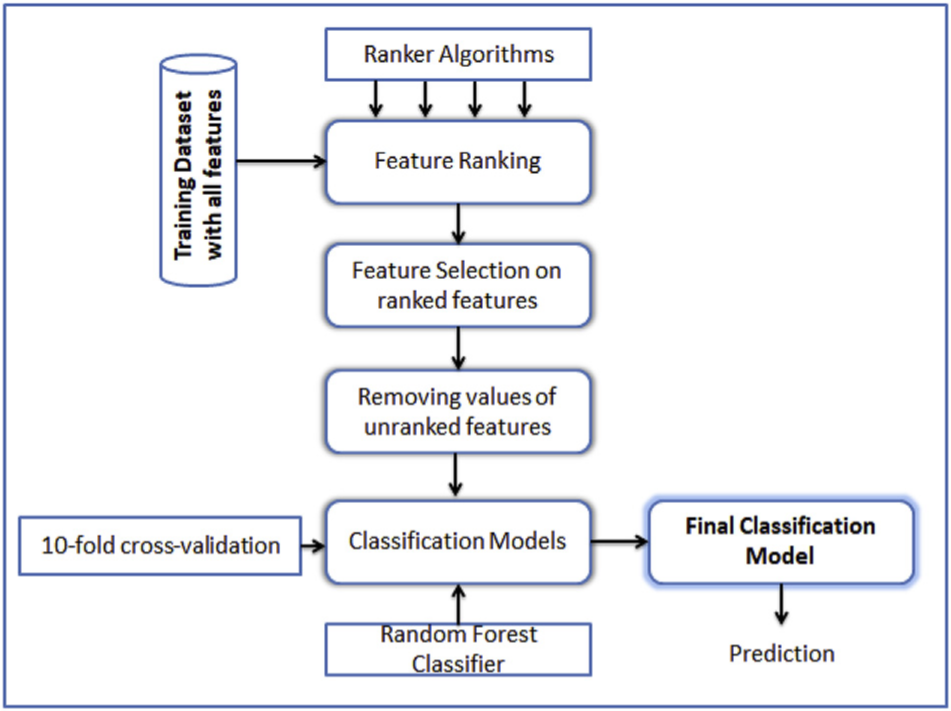 Ranker Algorithms
Training Dataset
with all features
Feature Ranking
Feature Selection on
ranked features
Removing values of
unranked features
10-fold cross-validation
Classification Models
Final Classification
Model
Random Forest
Classifier
Prediction